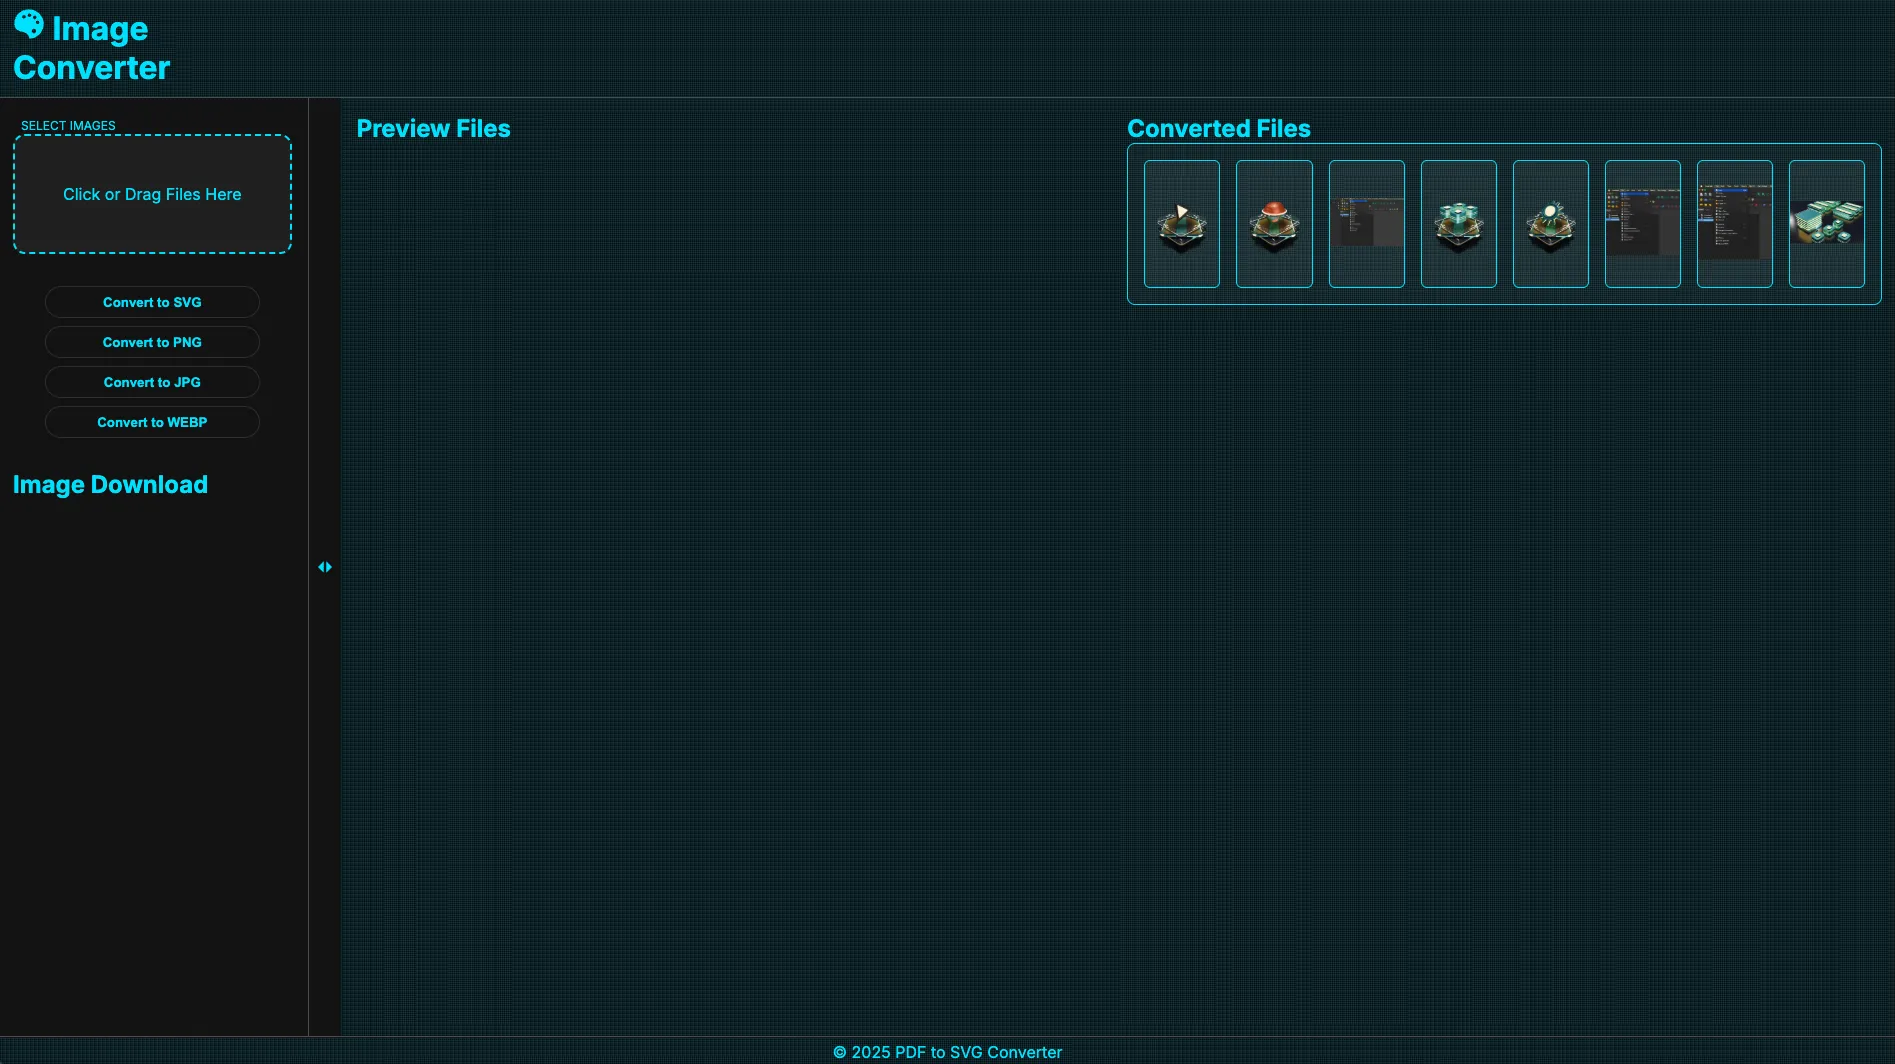 Image
Converter
SELECT IMAGES
Click or Drag Files Here
Convert to SVG
Convert to PNG
Convert to JPG
Convert to WEBP
Image Download
Preview Files
Converted Files
© 2025 PDF to SVG Converter